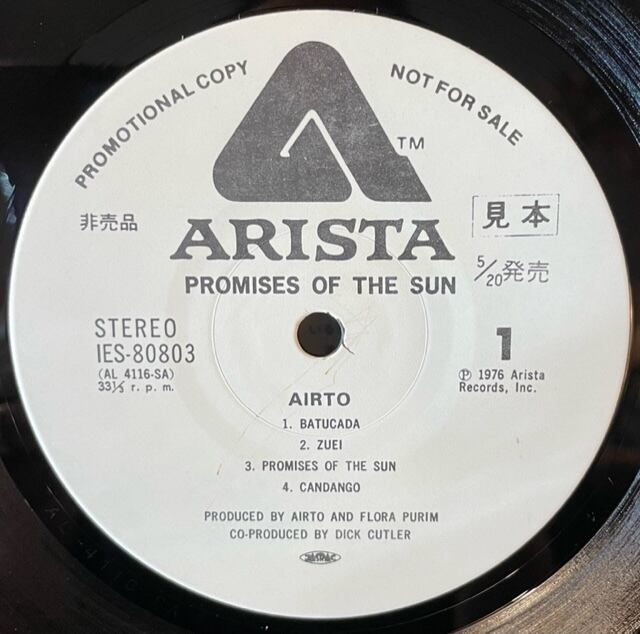 PROMOTIONAL COPY
NOT FOR SALE
TM
非売品
見本
ARISTA
5/20発売
PROMISES OF THE SUN
STEREO
IES-80803
(AL 4116-SA)
33⅓ r. p. m.
1
Ⓟ 1976 Arista
Records, Inc.
AIRTO
1. BATUCADA
2. ZUEI
3. PROMISES OF THE SUN
4. CANDANGO
PRODUCED BY AIRTO AND FLORA PURIM
CO-PRODUCED BY DICK CUTLER
JASRAC